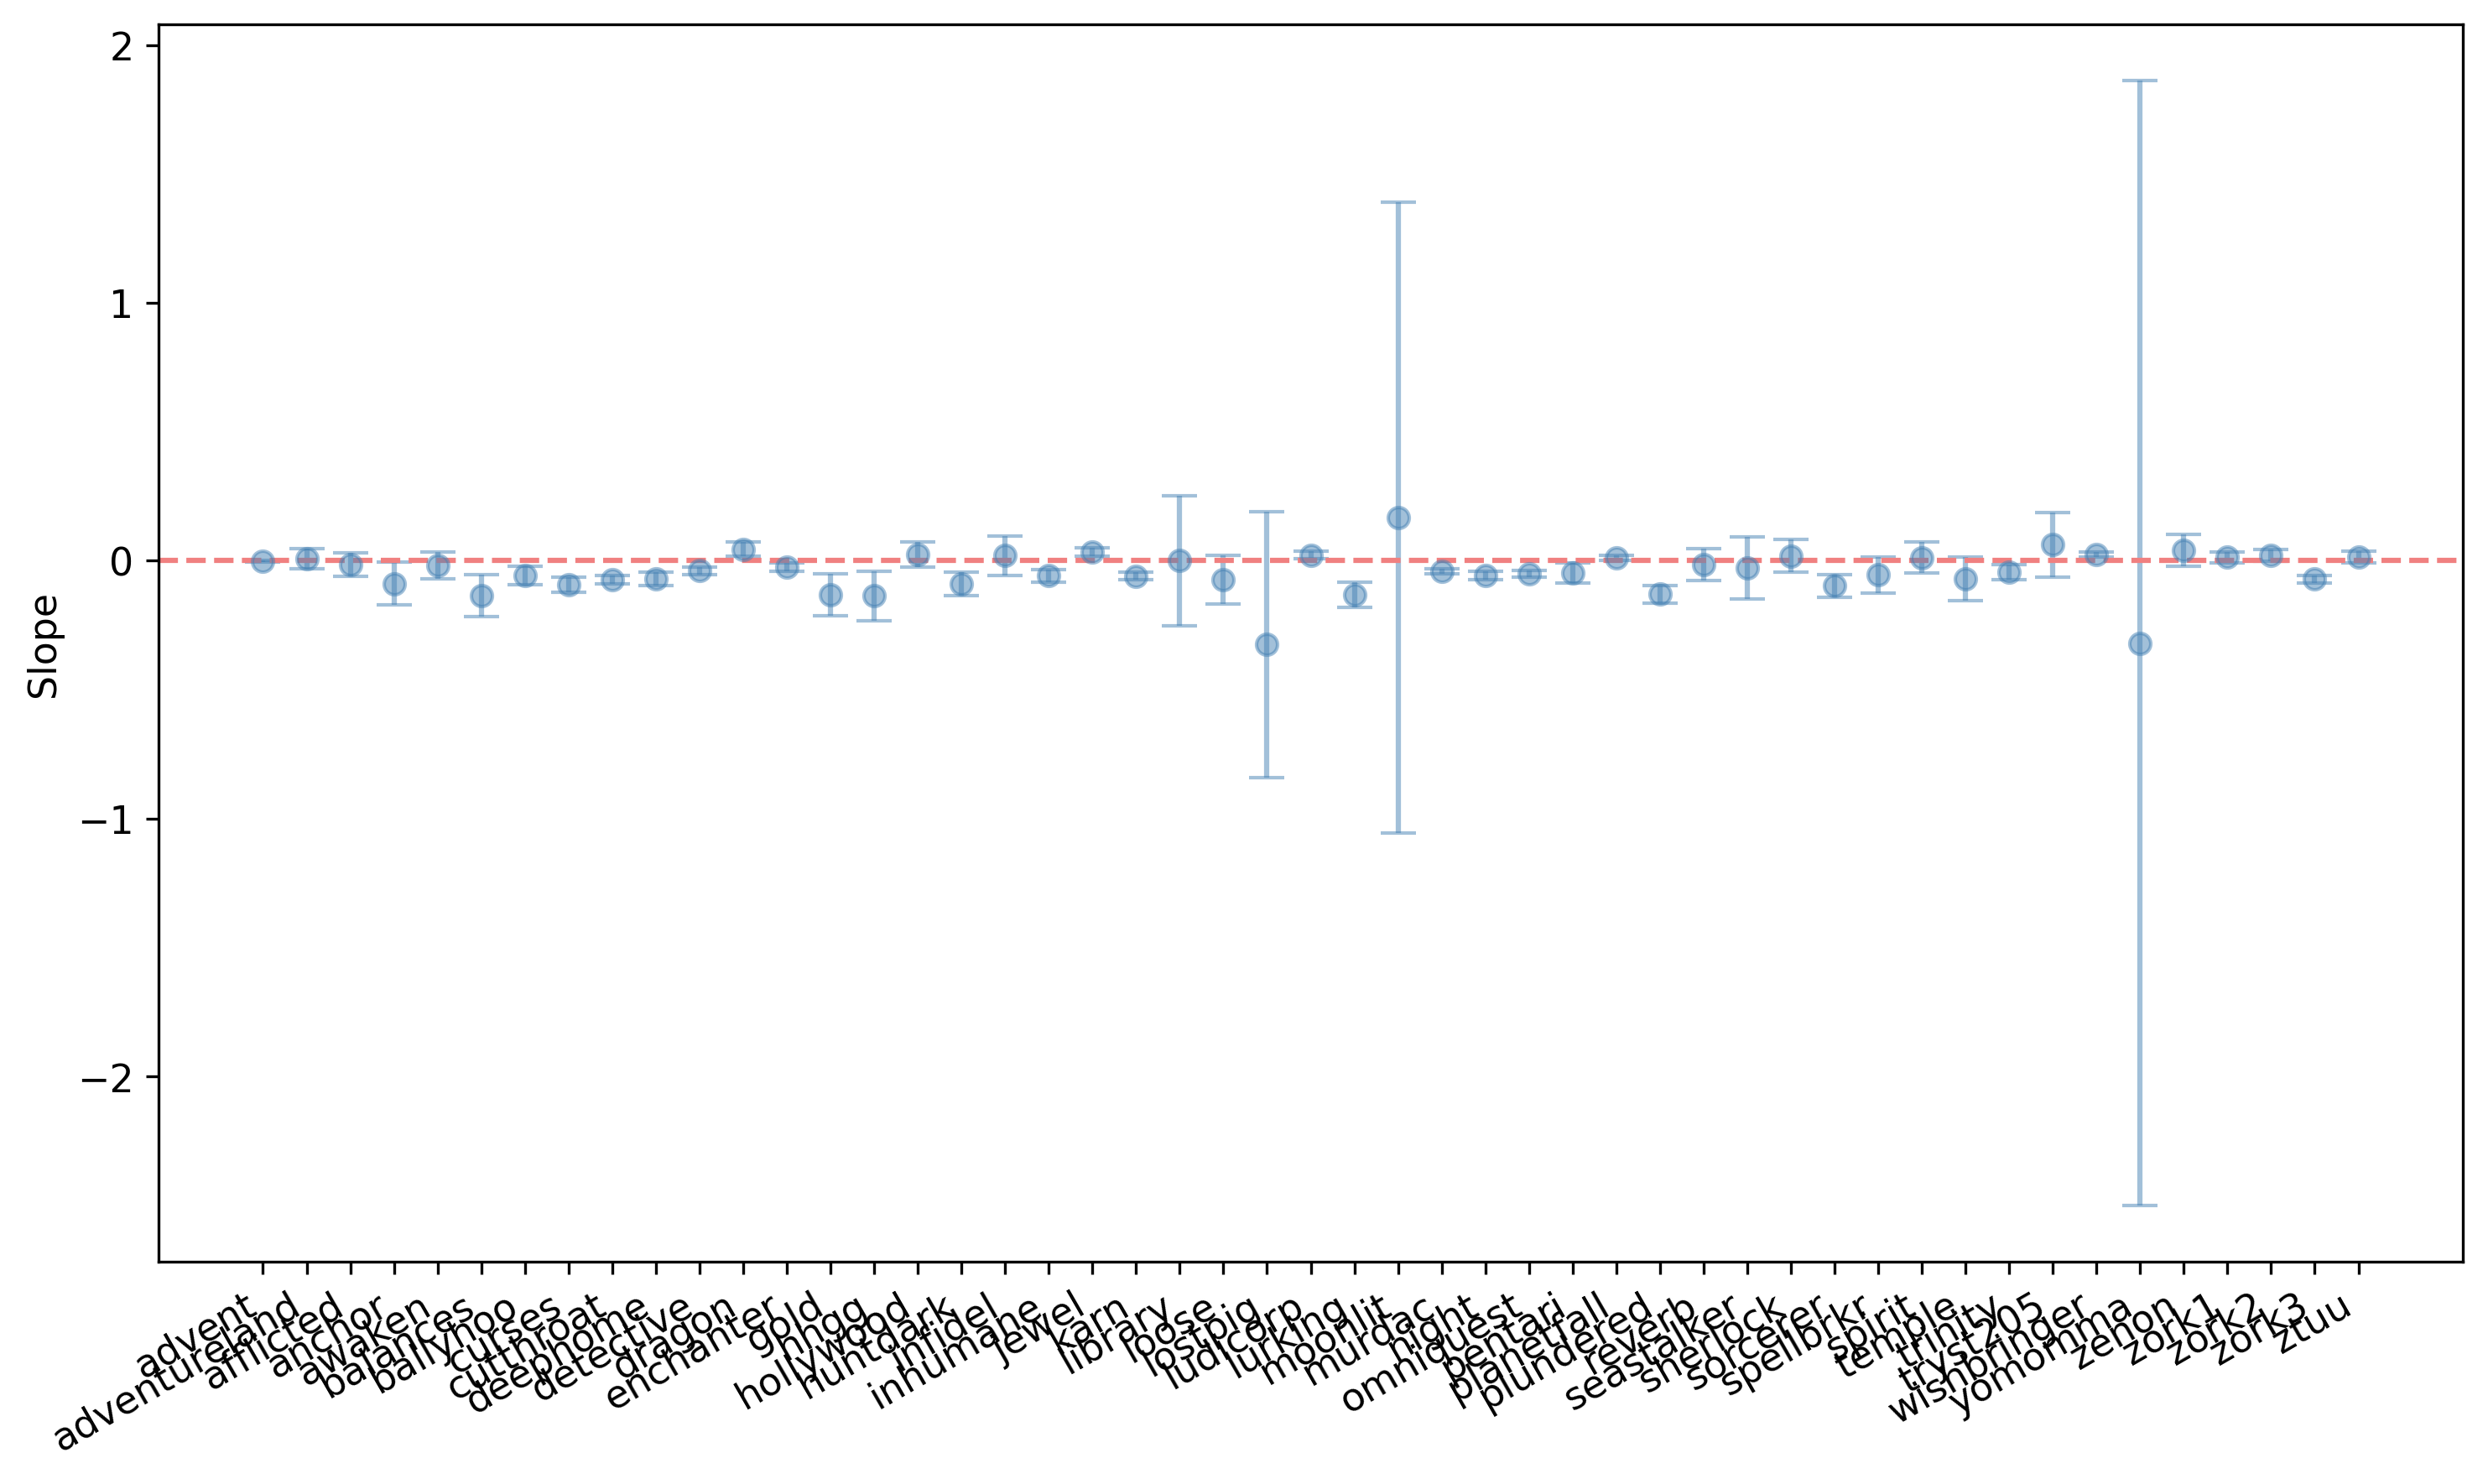 2
1
0
−1
−2
Slope
advent
adventureland
afflicted
anchor
awaken
balances
ballyhoo
curses
cutthroat
deephome
detective
dragon
enchanter
gold
hhgg
hollywood
huntdark
infidel
inhumane
jewel
karn
library
loose
lostpig
ludicorp
lurking
moonlit
murdac
night
omniquest
pentari
planetfall
plundered
reverb
seastalker
sherlock
sorcerer
spellbrkr
spirit
temple
trinity
tryst205
wishbringer
yomomma
zenon
zork1
zork2
zork3
ztuu